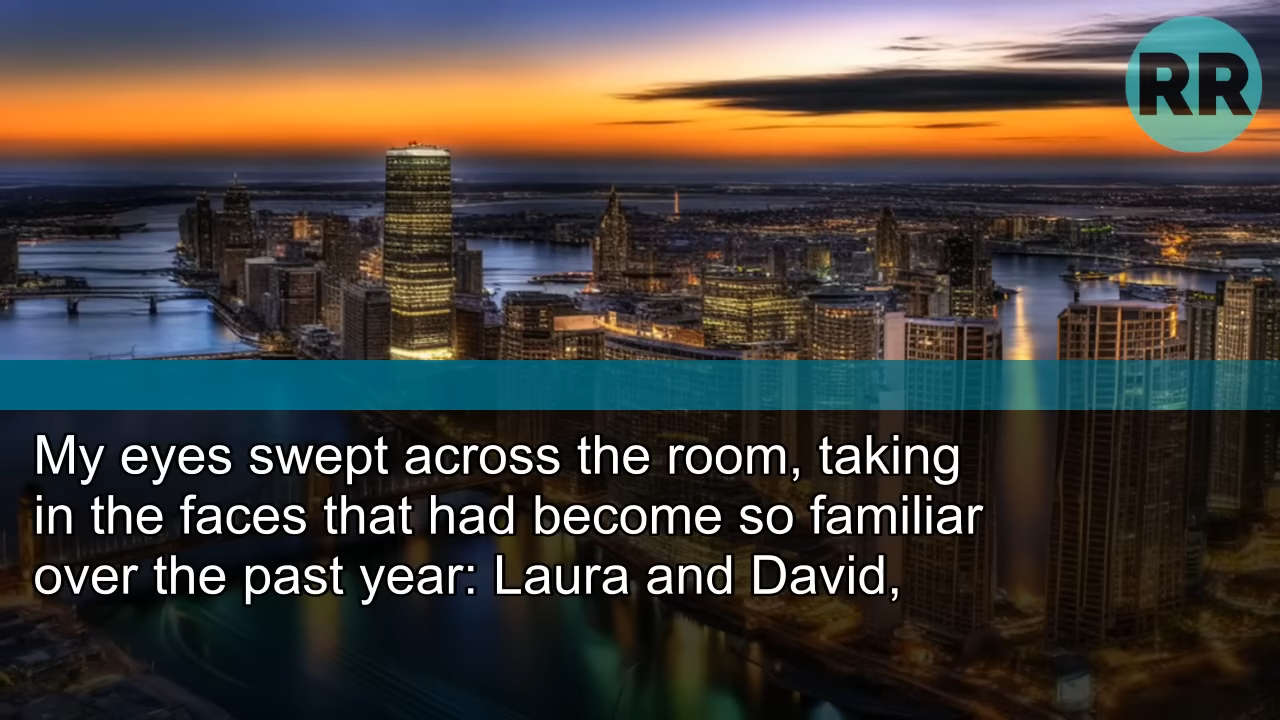 RR
My eyes swept across the room, taking
in the faces that had become so familiar
over the past year: Laura and David,